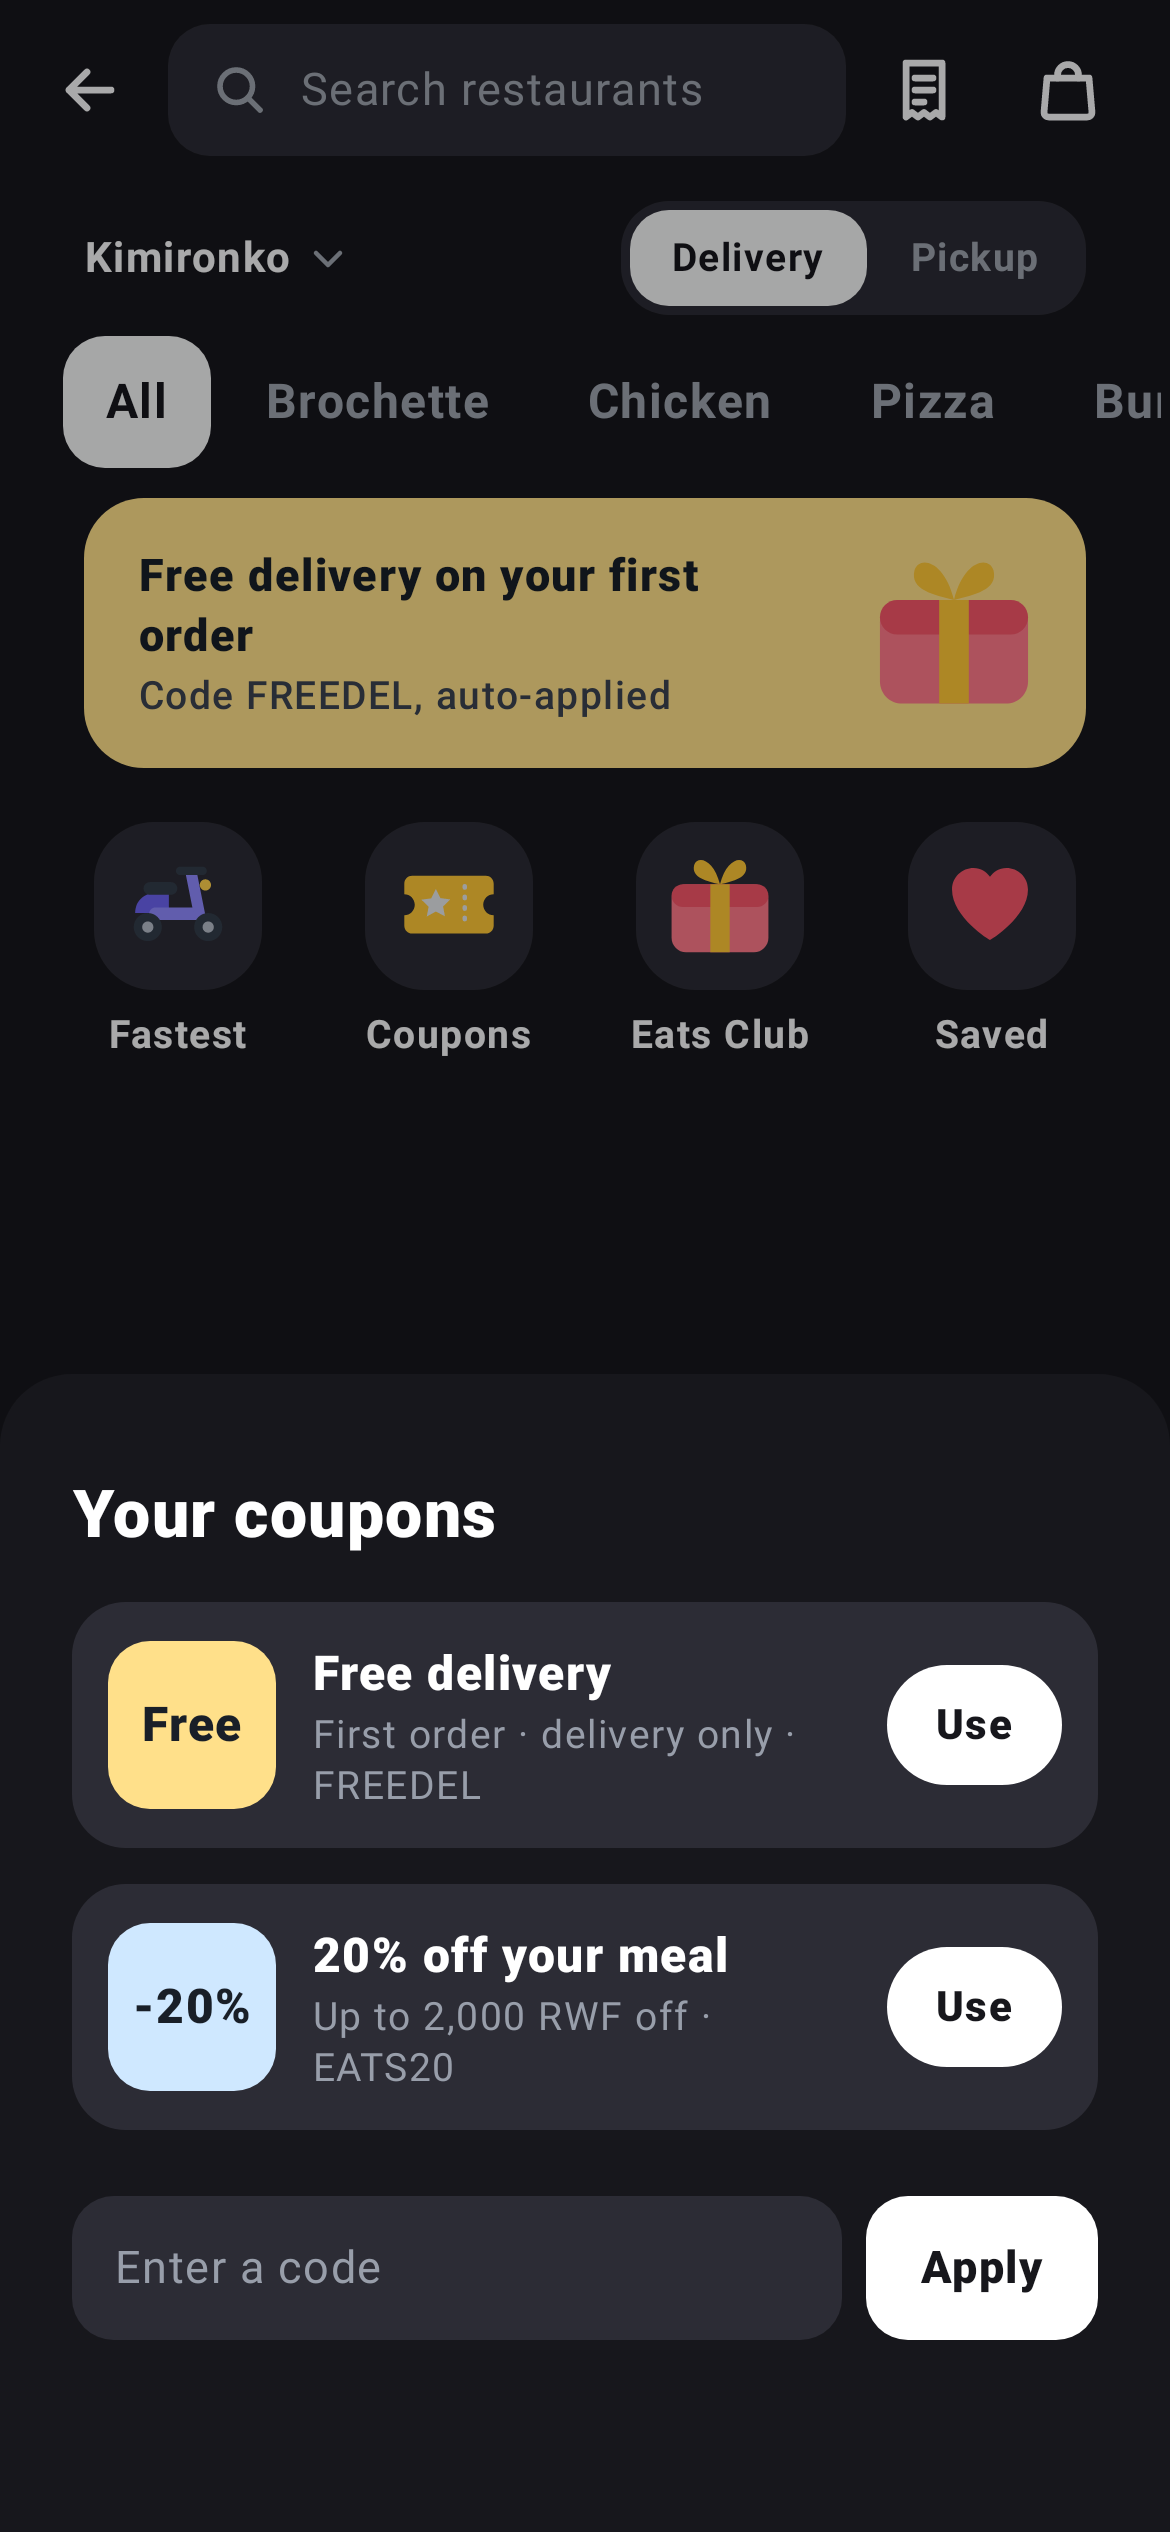 Search restaurants
Kimironko
Delivery
Pickup
All
Brochette
Chicken
Pizza
Free delivery on your first
order
Code FREEDEL, auto-applied
Fastest
Coupons
Eats Club
Saved
Your coupons
Free
Free delivery
First order · delivery only ·
FREEDEL
Use
-20%
20% off your meal
Up to 2,000 RWF off ·
EATS20
Use
Enter a code
Apply